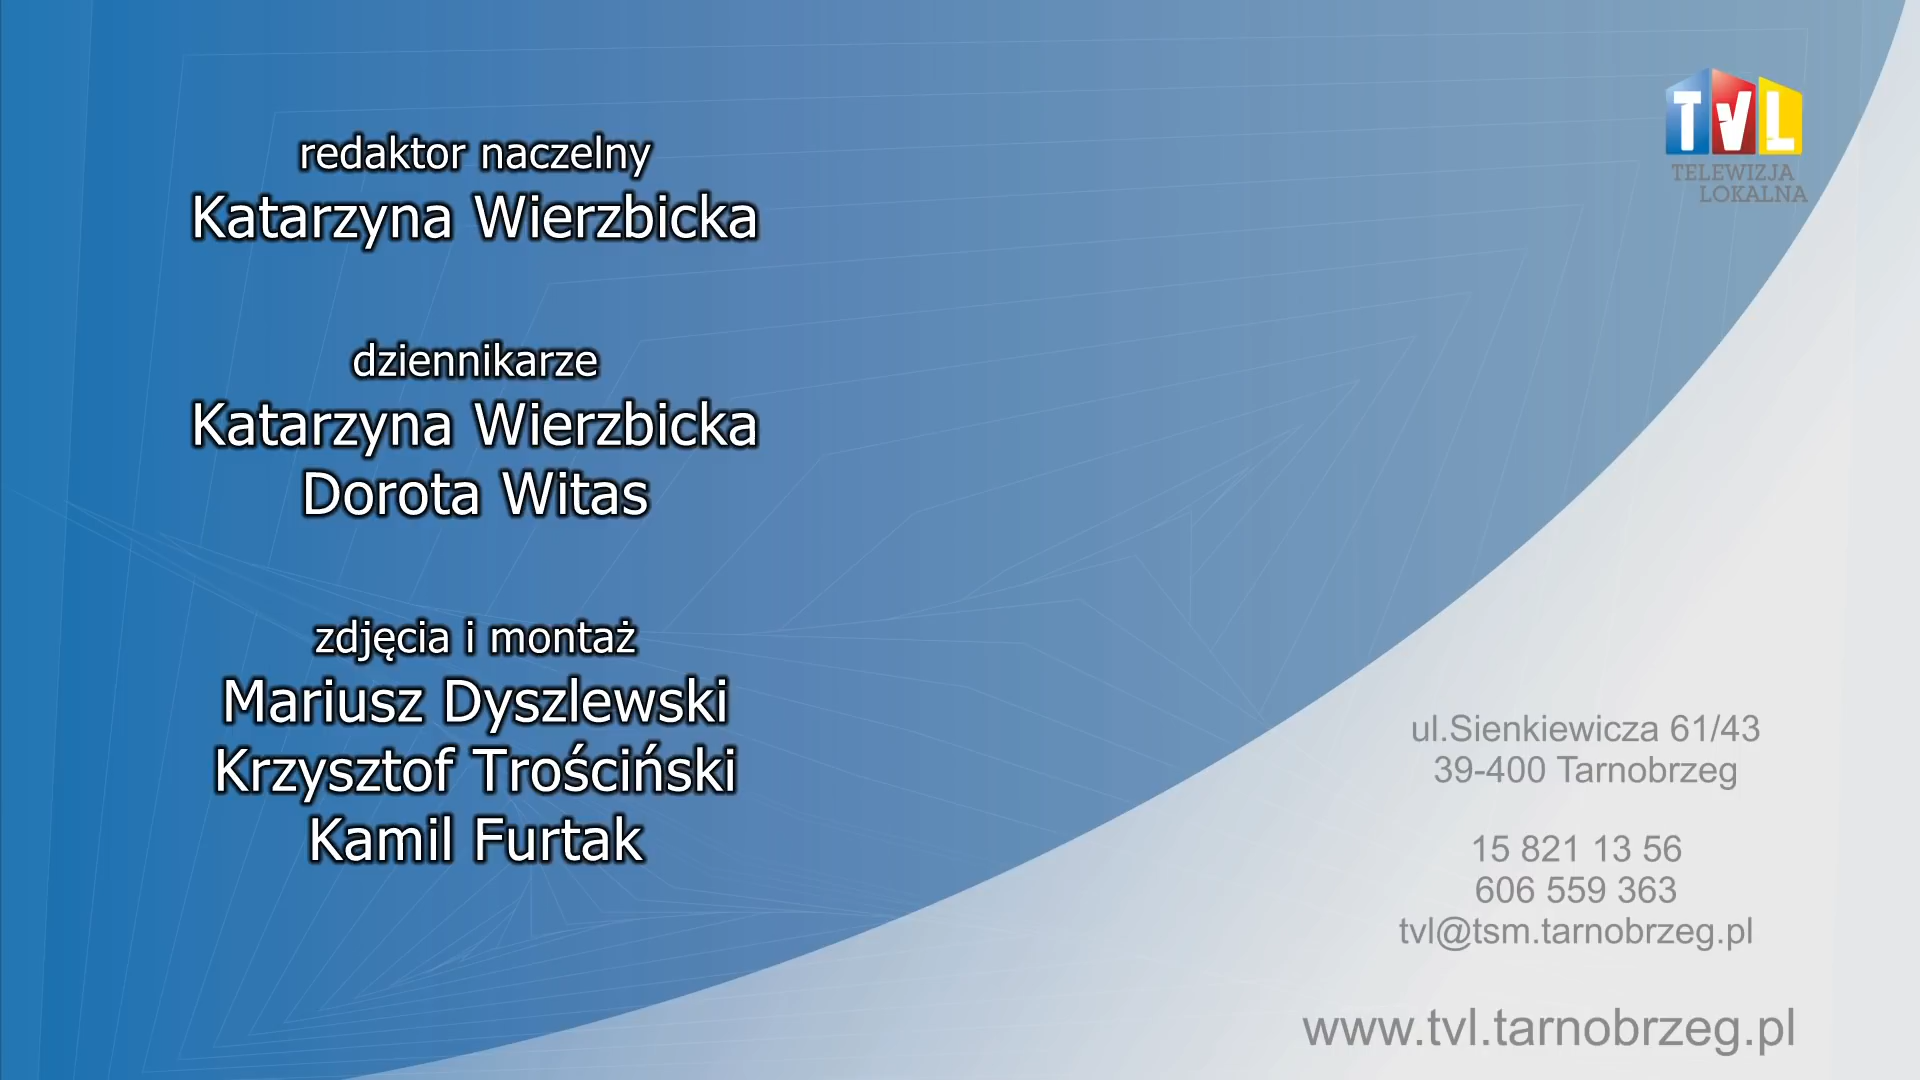 redaktor naczelny
Katarzyna Wierzbicka
dziennikarze
Katarzyna Wierzbicka
Dorota Witas
zdjęcia i montaż
Mariusz Dyszlewski
Krzysztof Trościński
Kamil Furtak
TVL
TELEWIZJA
LOKALNA
ul.Sienkiewicza 61/43
39-400 Tarnobrzeg
15 821 13 56
606 559 363
tvl@tsm.tarnobrzeg.pl
www.tvl.tarnobrzeg.pl